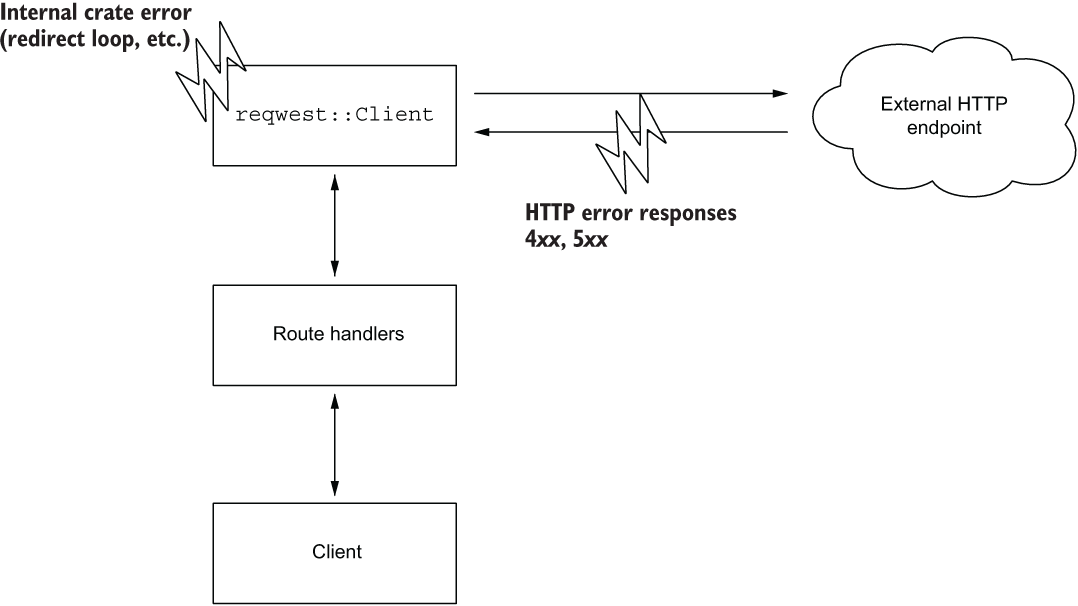 Internal crate error
(redirect loop, etc.)
reqwest::Client
External HTTP
endpoint
HTTP error responses
4xx, 5xx
Route handlers
Client